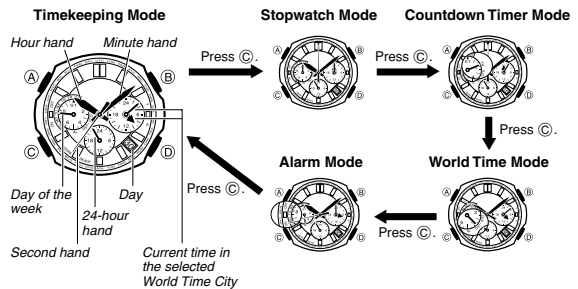 Timekeeping Mode
Stopwatch Mode
Countdown Timer Mode
Hour hand
Minute hand
Press Ⓒ.
Press Ⓒ.
Ⓐ
Ⓑ
Ⓒ
Ⓓ
Ⓐ
Ⓑ
Ⓒ
Ⓓ
Ⓐ
Ⓑ
Ⓒ
Ⓓ
Press Ⓒ.
Alarm Mode
World Time Mode
Press Ⓒ.
Press Ⓒ.
Ⓐ
Ⓑ
Ⓒ
Ⓓ
Ⓐ
Ⓑ
Ⓒ
Ⓓ
Day of the
week
Day
24-hour
hand
Second hand
Current time in
the selected
World Time City